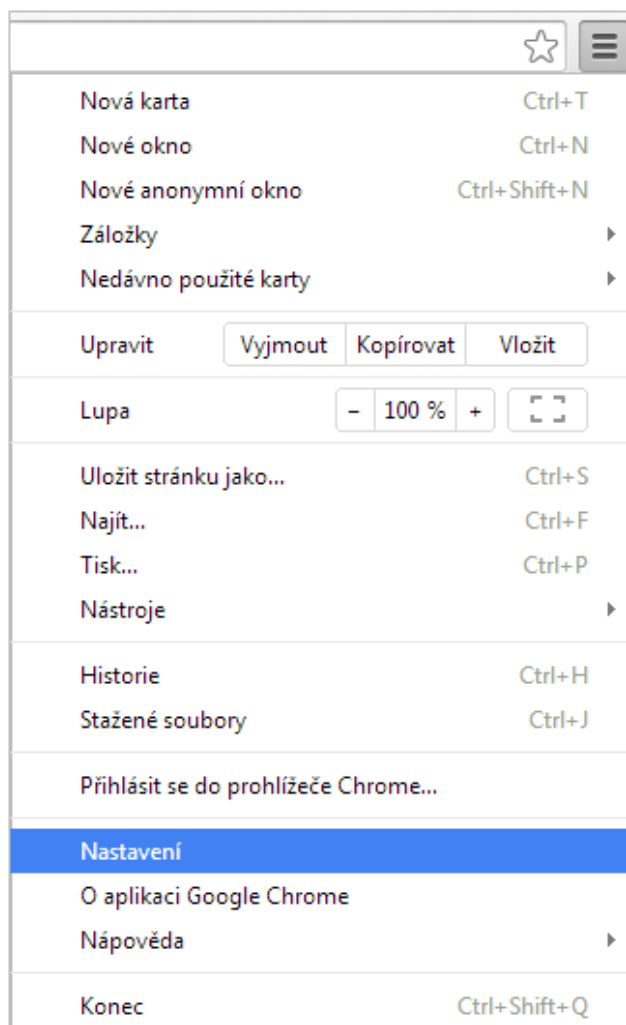 Nová karta Ctrl+T
Nové okno Ctrl+N
Nové anonymní okno Ctrl+Shift+N
Záložky
Nedávno použité karty
Upravit Vyjmout Kopírovat Vložit
Lupa − 100 % +
Uložit stránku jako... Ctrl+S
Najít... Ctrl+F
Tisk... Ctrl+P
Nástroje
Historie Ctrl+H
Stažené soubory Ctrl+J
Přihlásit se do prohlížeče Chrome...
Nastavení
O aplikaci Google Chrome
Nápověda
Konec Ctrl+Shift+Q